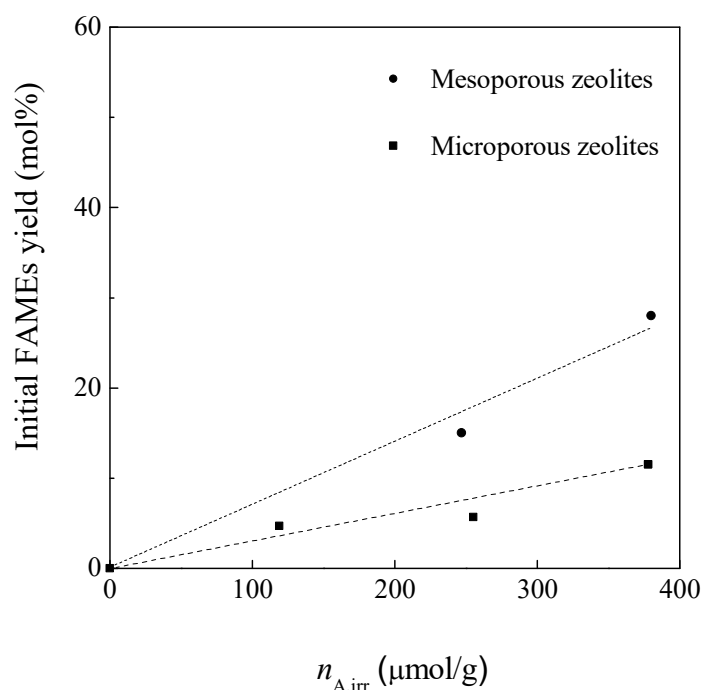 60
40
20
0
0
100
200
300
400
Mesoporous zeolites
Microporous zeolites
Initial FAMEs yield (mol%)
n_A,irr (μmol/g)